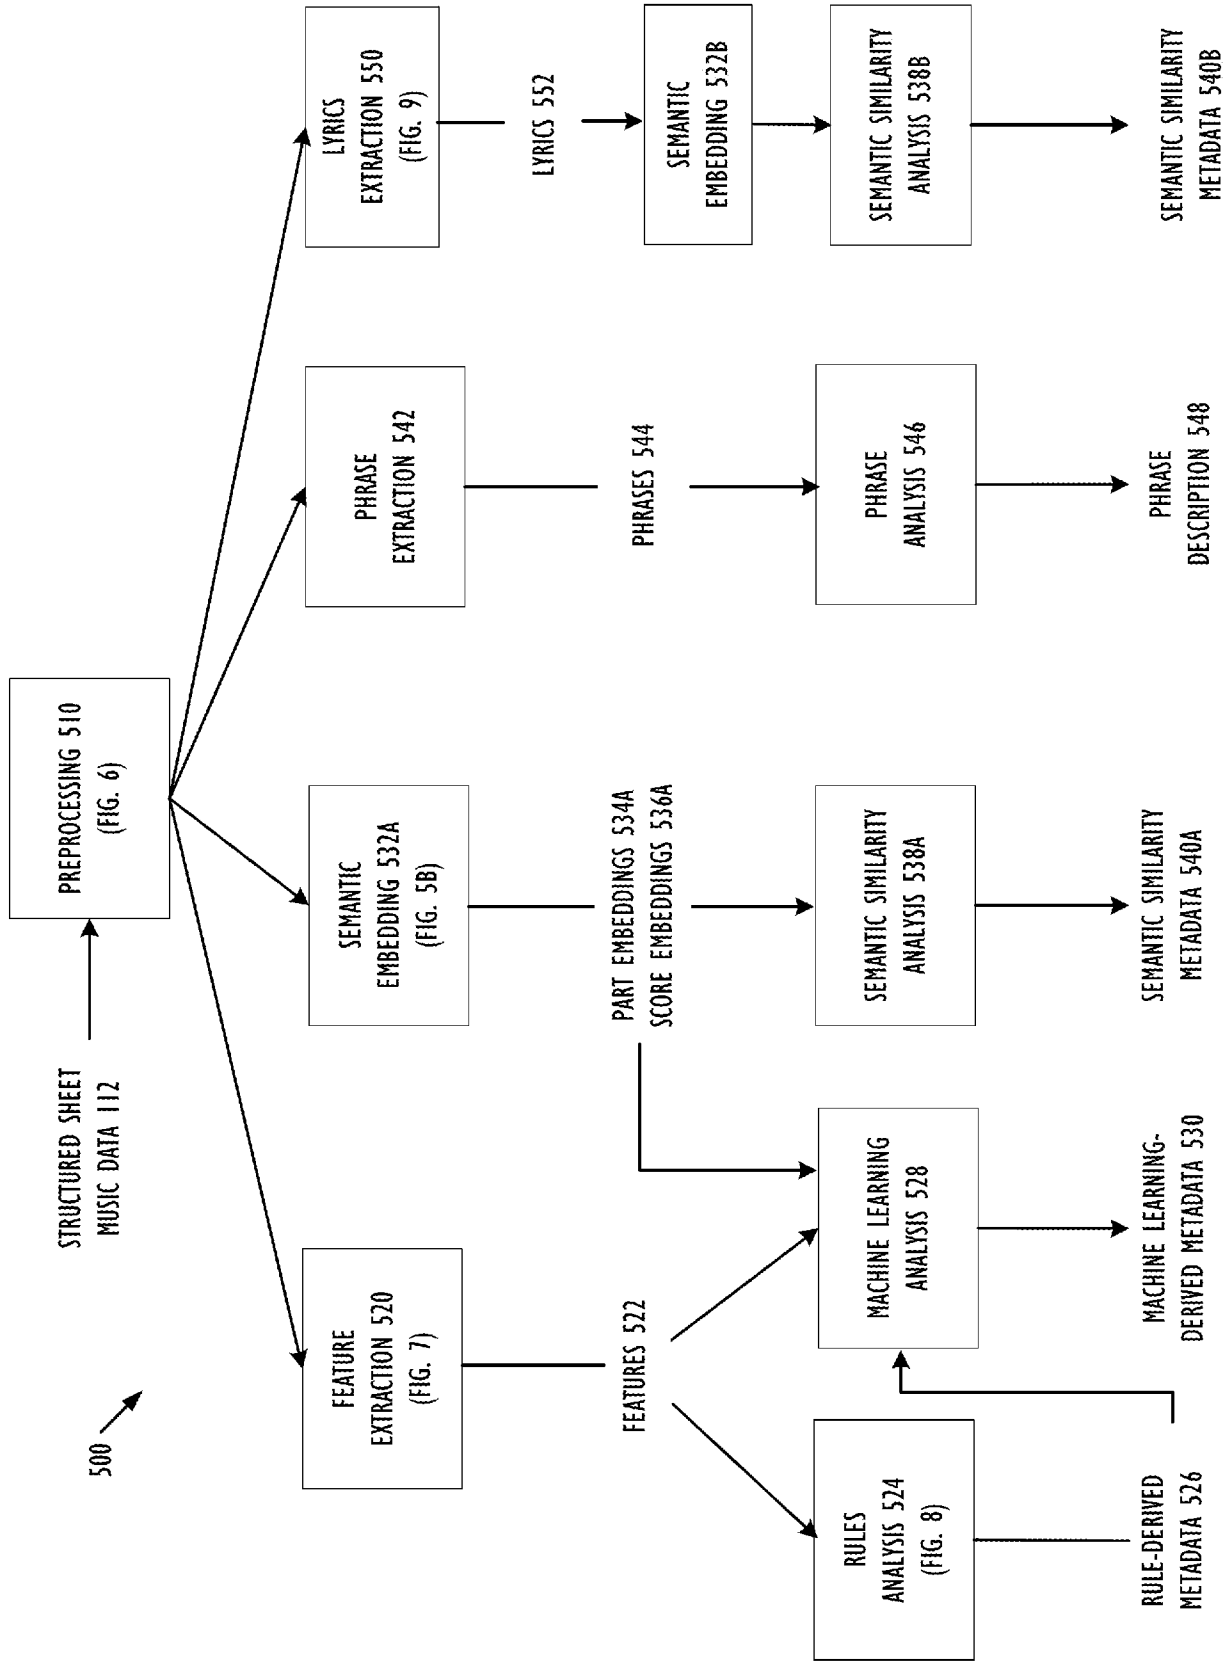 500
STRUCTURED SHEET
MUSIC DATA 112
PREPROCESSING 510
(FIG. 6)
FEATURE
EXTRACTION 520
(FIG. 7)
SEMANTIC
EMBEDDING 532A
(FIG. 5B)
PHRASE
EXTRACTION 542
LYRICS
EXTRACTION 550
(FIG. 9)
FEATURES 522
PART EMBEDDINGS 534A
SCORE EMBEDDINGS 536A
PHRASES 544
LYRICS 552
SEMANTIC
EMBEDDING 532B
RULES
ANALYSIS 524
(FIG. 8)
MACHINE LEARNING
ANALYSIS 528
SEMANTIC SIMILARITY
ANALYSIS 538A
PHRASE
ANALYSIS 546
SEMANTIC SIMILARITY
ANALYSIS 538B
RULE-DERIVED
METADATA 526
MACHINE LEARNING-
DERIVED METADATA 530
SEMANTIC SIMILARITY
METADATA 540A
PHRASE
DESCRIPTION 548
SEMANTIC SIMILARITY
METADATA 540B